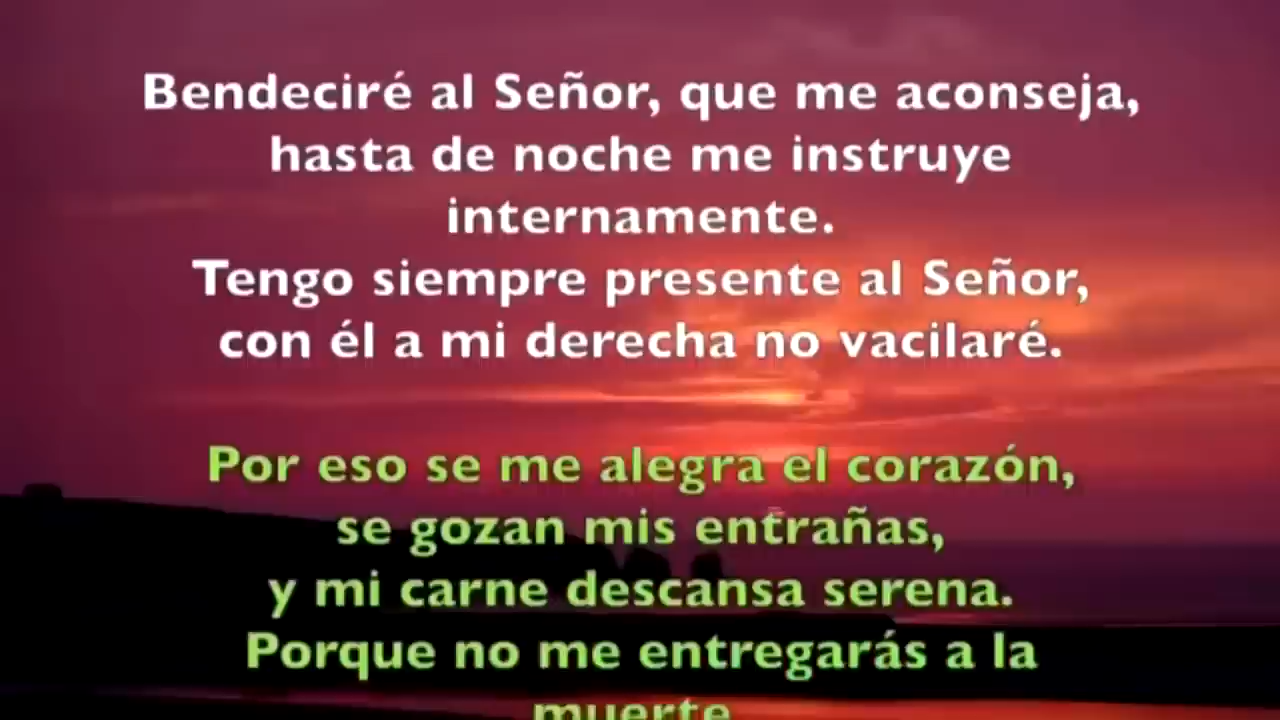 Bendeciré al Señor, que me aconseja,
hasta de noche me instruye
internamente.
Tengo siempre presente al Señor,
con él a mi derecha no vacilaré.
Por eso se me alegra el corazón,
se gozan mis entrañas,
y mi carne descansa serena.
Porque no me entregarás a la
muerte